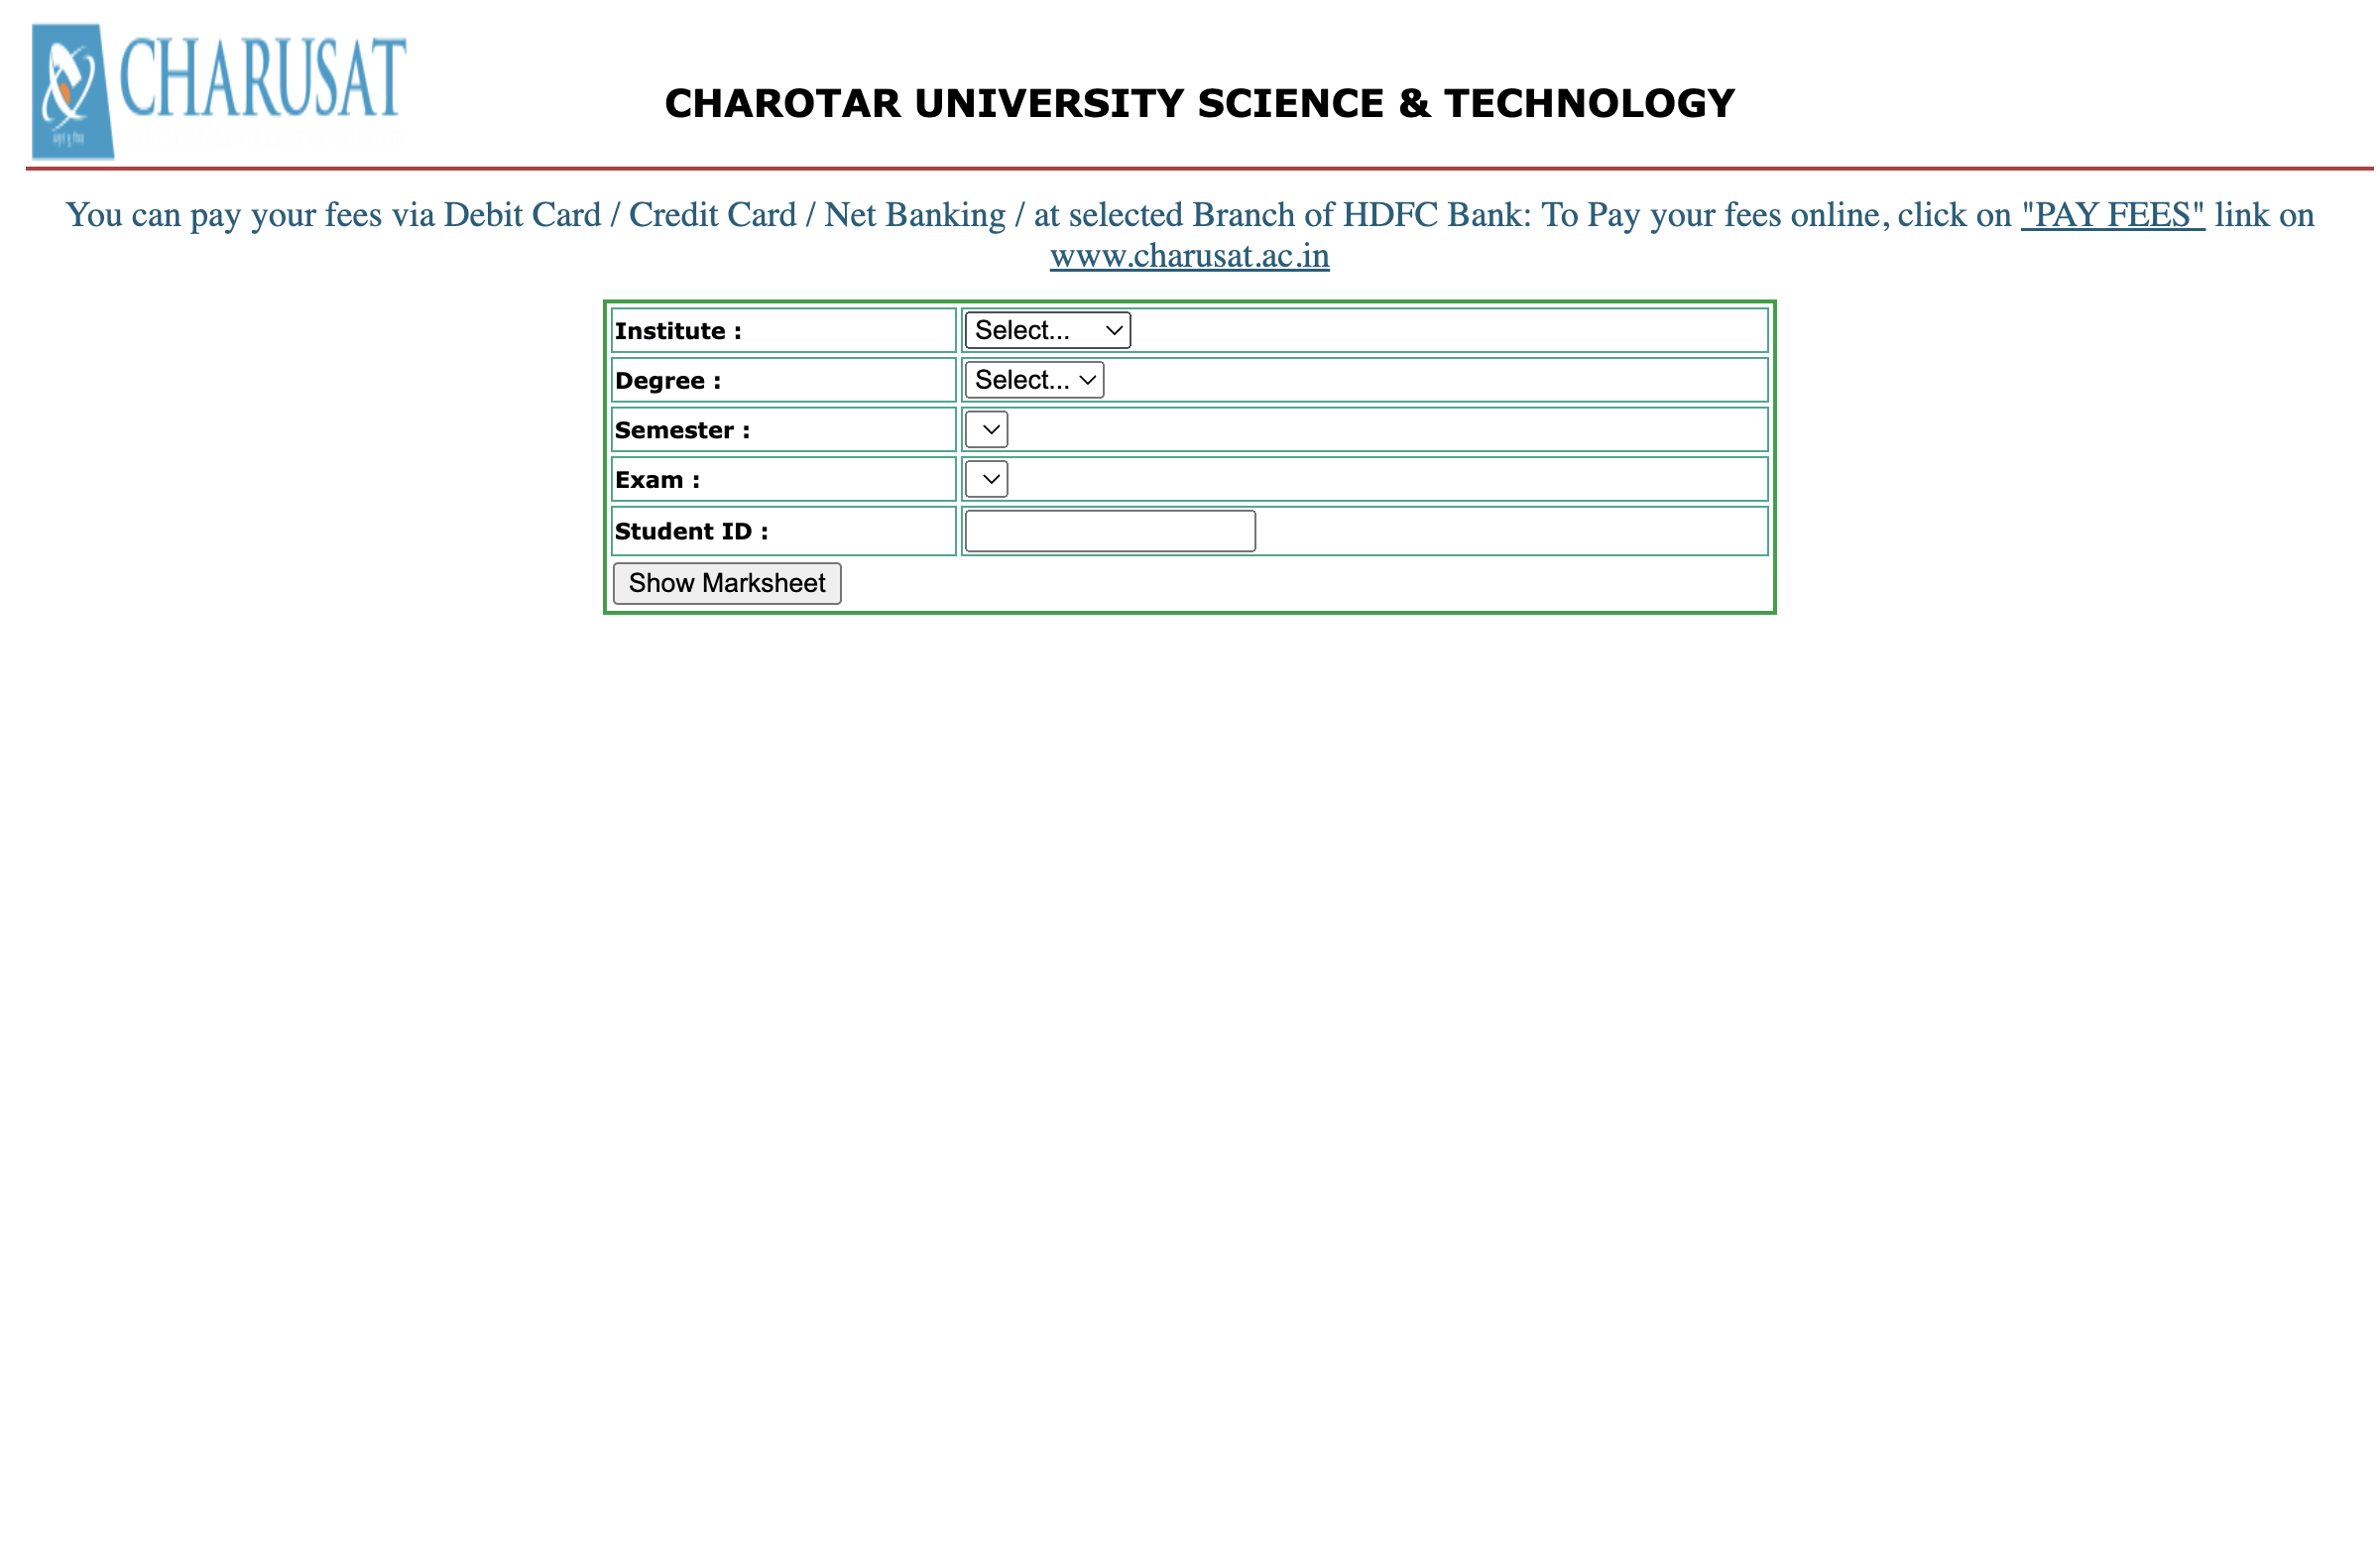 CHARUSAT
CHAROTAR UNIVERSITY SCIENCE & TECHNOLOGY
You can pay your fees via Debit Card / Credit Card / Net Banking / at selected Branch of HDFC Bank: To Pay your fees online, click on "PAY FEES" link on
www.charusat.ac.in
Institute : Select...
Degree : Select...
Semester :
Exam :
Student ID :
Show Marksheet